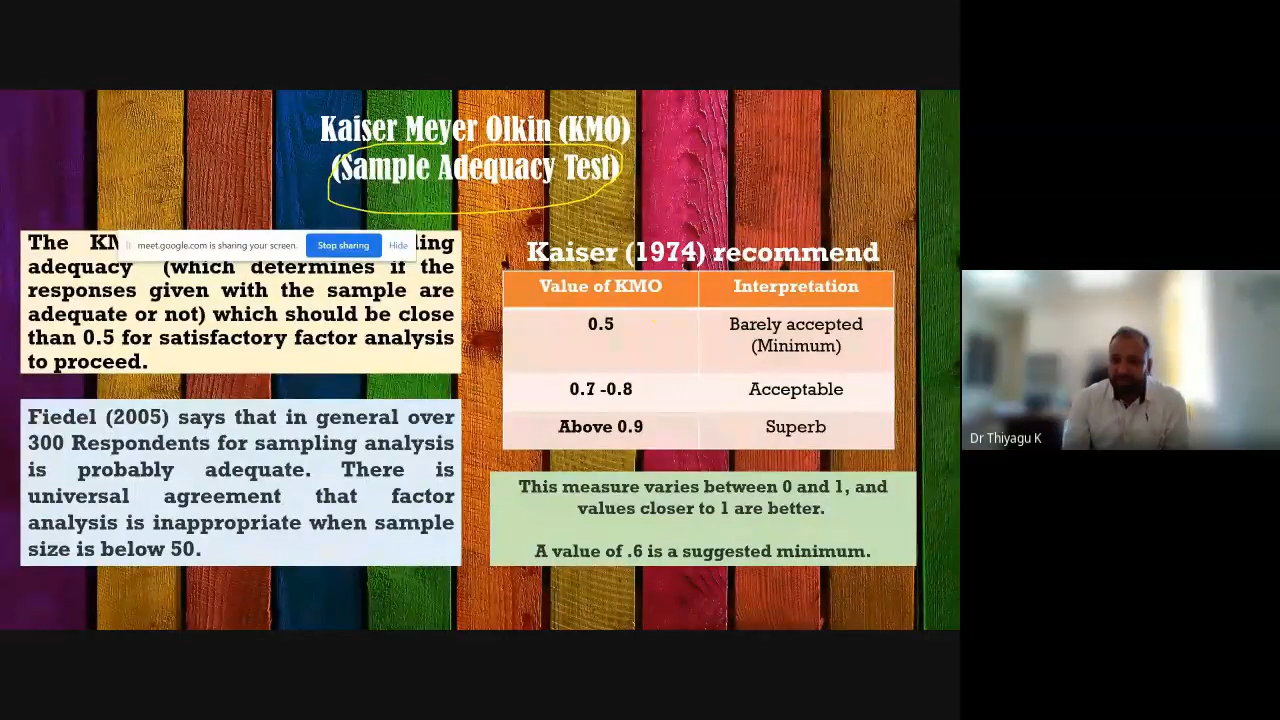 Kaiser Meyer Olkin (KMO)
(Sample Adequacy Test)
The KM
ling
meet.google.com is sharing your screen.
Stop sharing
Hide
adequacy (which determines if the
responses given with the sample are
adequate or not) which should be close
than 0.5 for satisfactory factor analysis
to proceed.
Fiedel (2005) says that in general over
300 Respondents for sampling analysis
is probably adequate. There is
universal agreement that factor
analysis is inappropriate when sample
size is below 50.
Kaiser (1974) recommend
Value of KMO Interpretation
0.5 Barely accepted
(Minimum)
0.7 -0.8 Acceptable
Above 0.9 Superb
This measure varies between 0 and 1, and
values closer to 1 are better.
A value of .6 is a suggested minimum.
Dr Thiyagu K